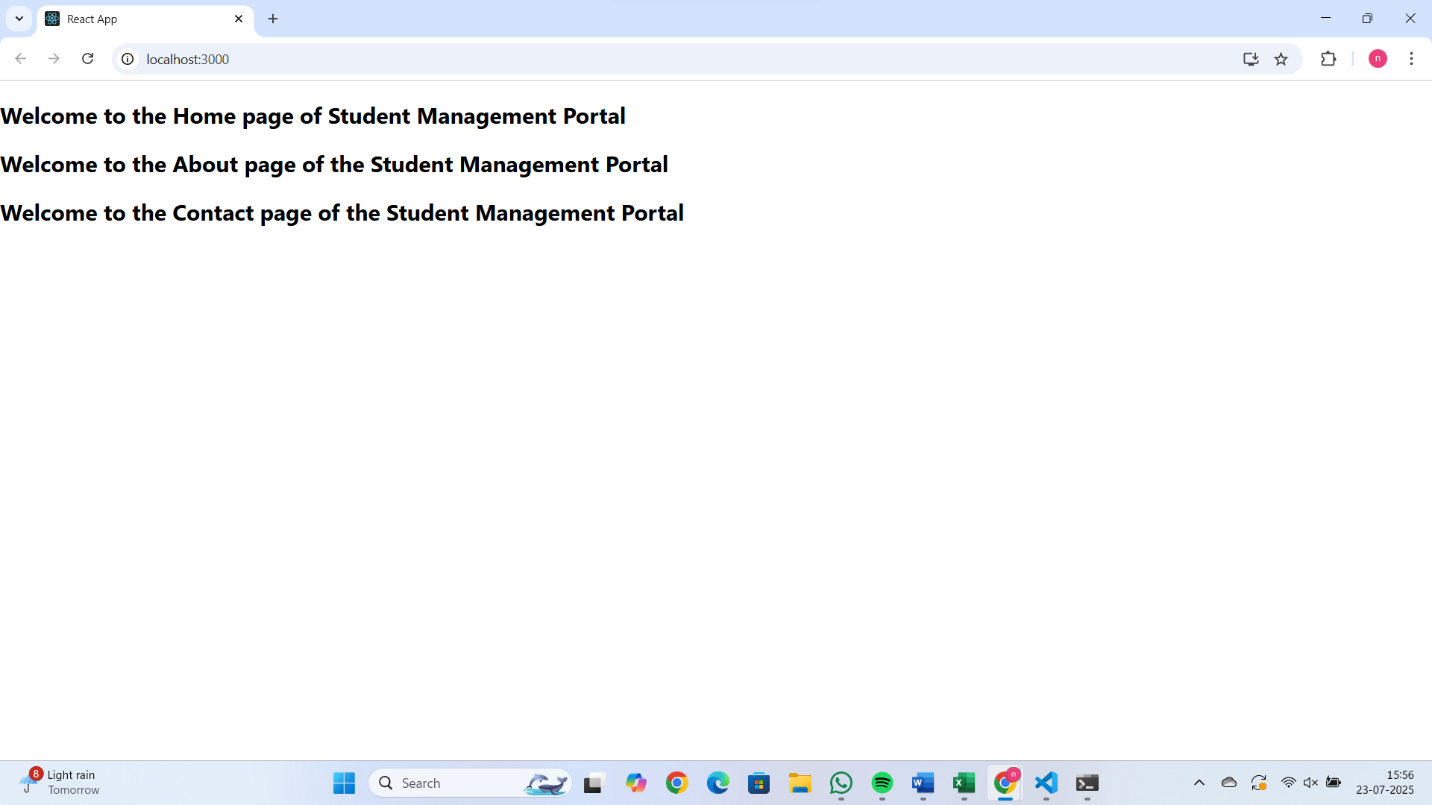 React App
localhost:3000
n
Welcome to the Home page of Student Management Portal
Welcome to the About page of the Student Management Portal
Welcome to the Contact page of the Student Management Portal
8
Light rain
Tomorrow
Search
W
X
n
15:56
23-07-2025